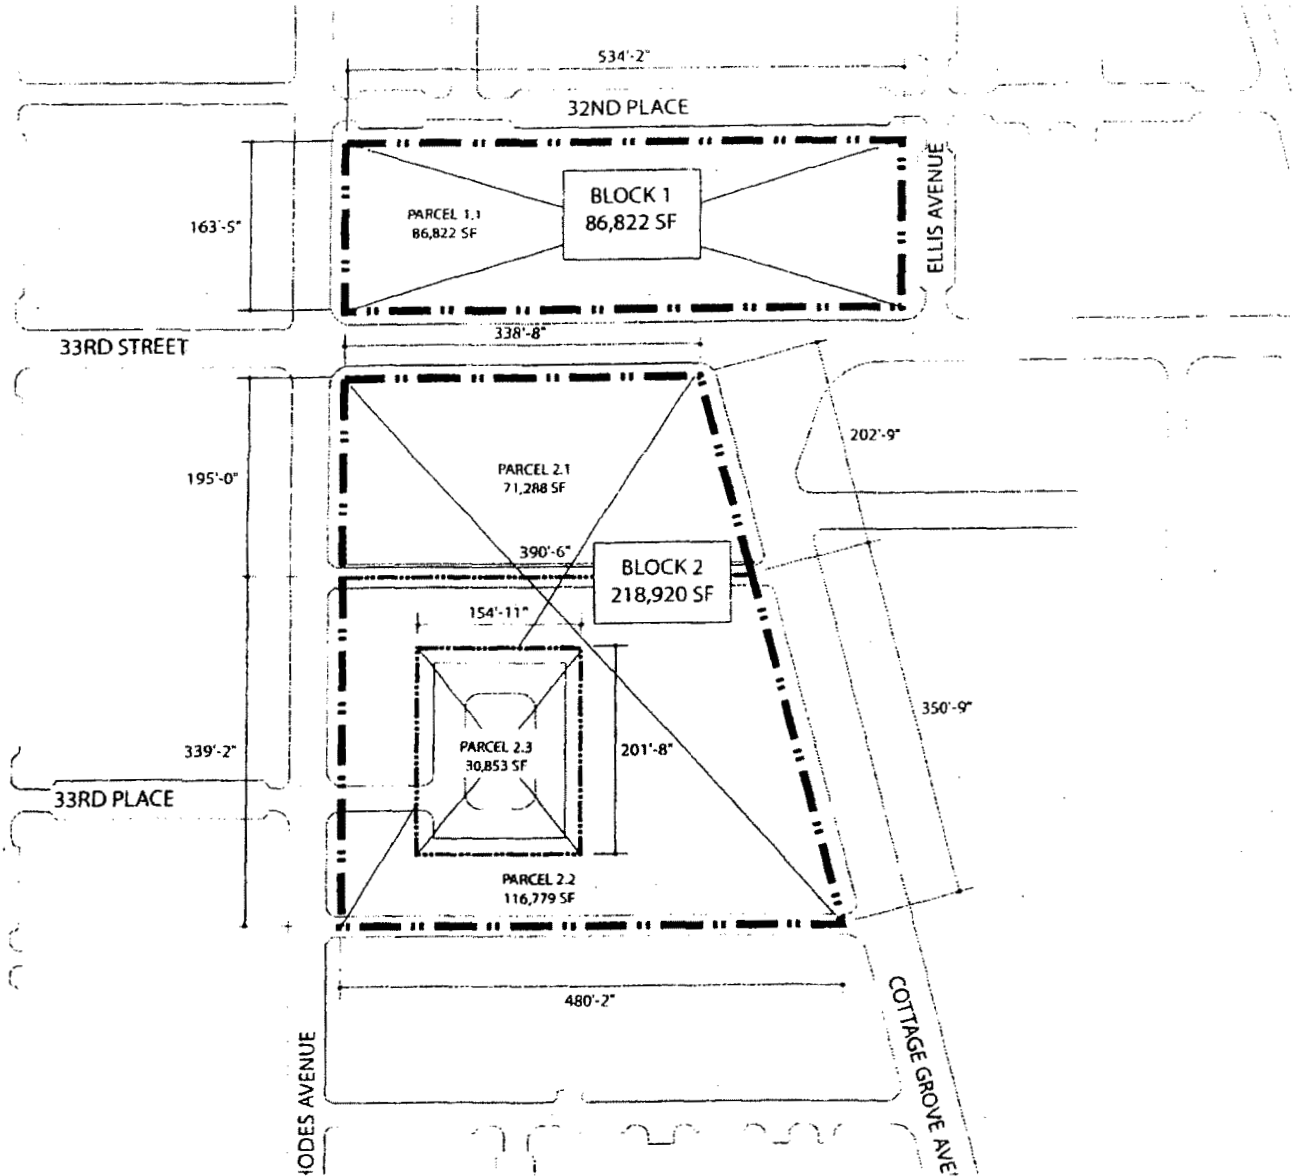 534'-2"
32ND PLACE
BLOCK 1
86,822 SF
PARCEL 1.1
86,822 SF
163'-5"
ELLIS AVENUE
338'-8"
33RD STREET
202'-9"
195'-0"
PARCEL 2.1
71,288 SF
390'-6"
BLOCK 2
218,920 SF
154'-11"
350'-9"
339'-2"
201'-8"
PARCEL 2.3
30,853 SF
33RD PLACE
PARCEL 2.2
116,779 SF
480'-2"
HODES AVENUE
COTTAGE GROVE AVEN